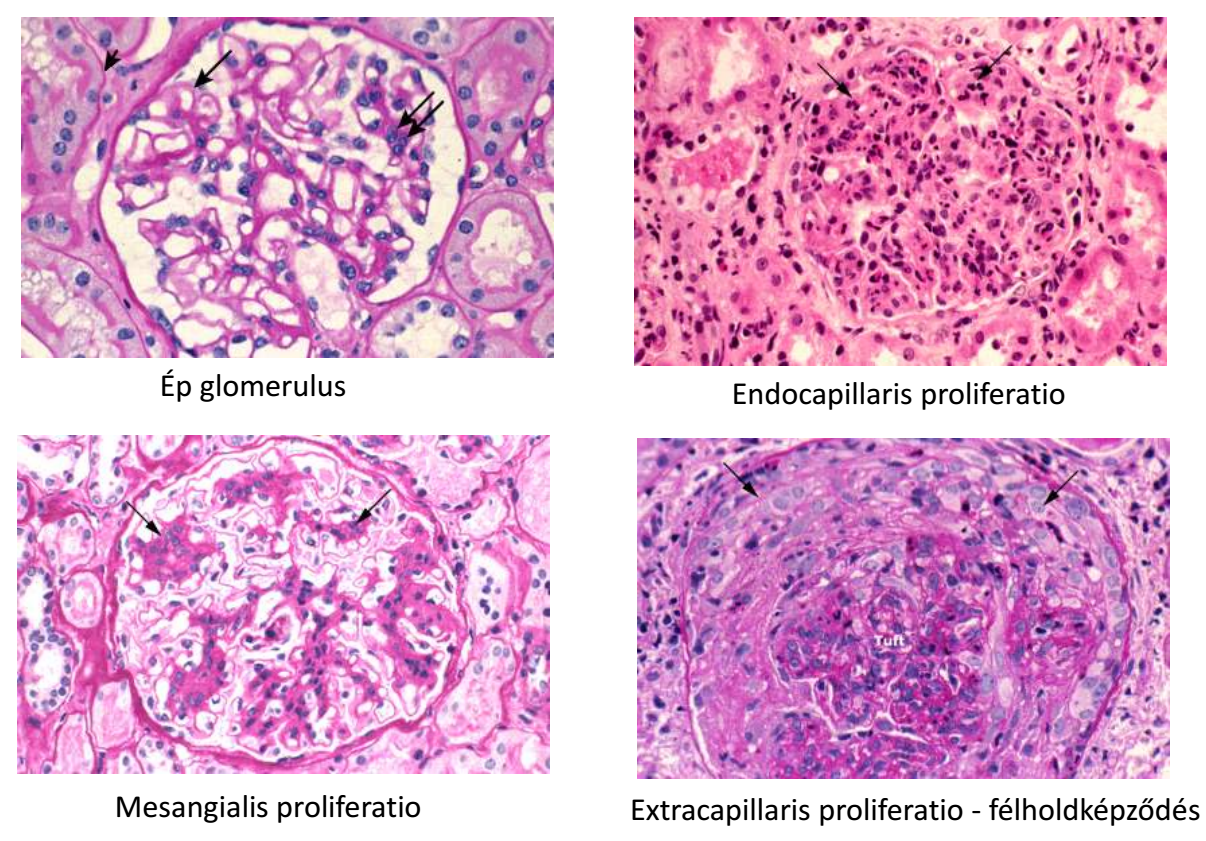 Ép glomerulus
Endocapillaris proliferatio
Tuft
Mesangialis proliferatio
Extracapillaris proliferatio - félholdképződés